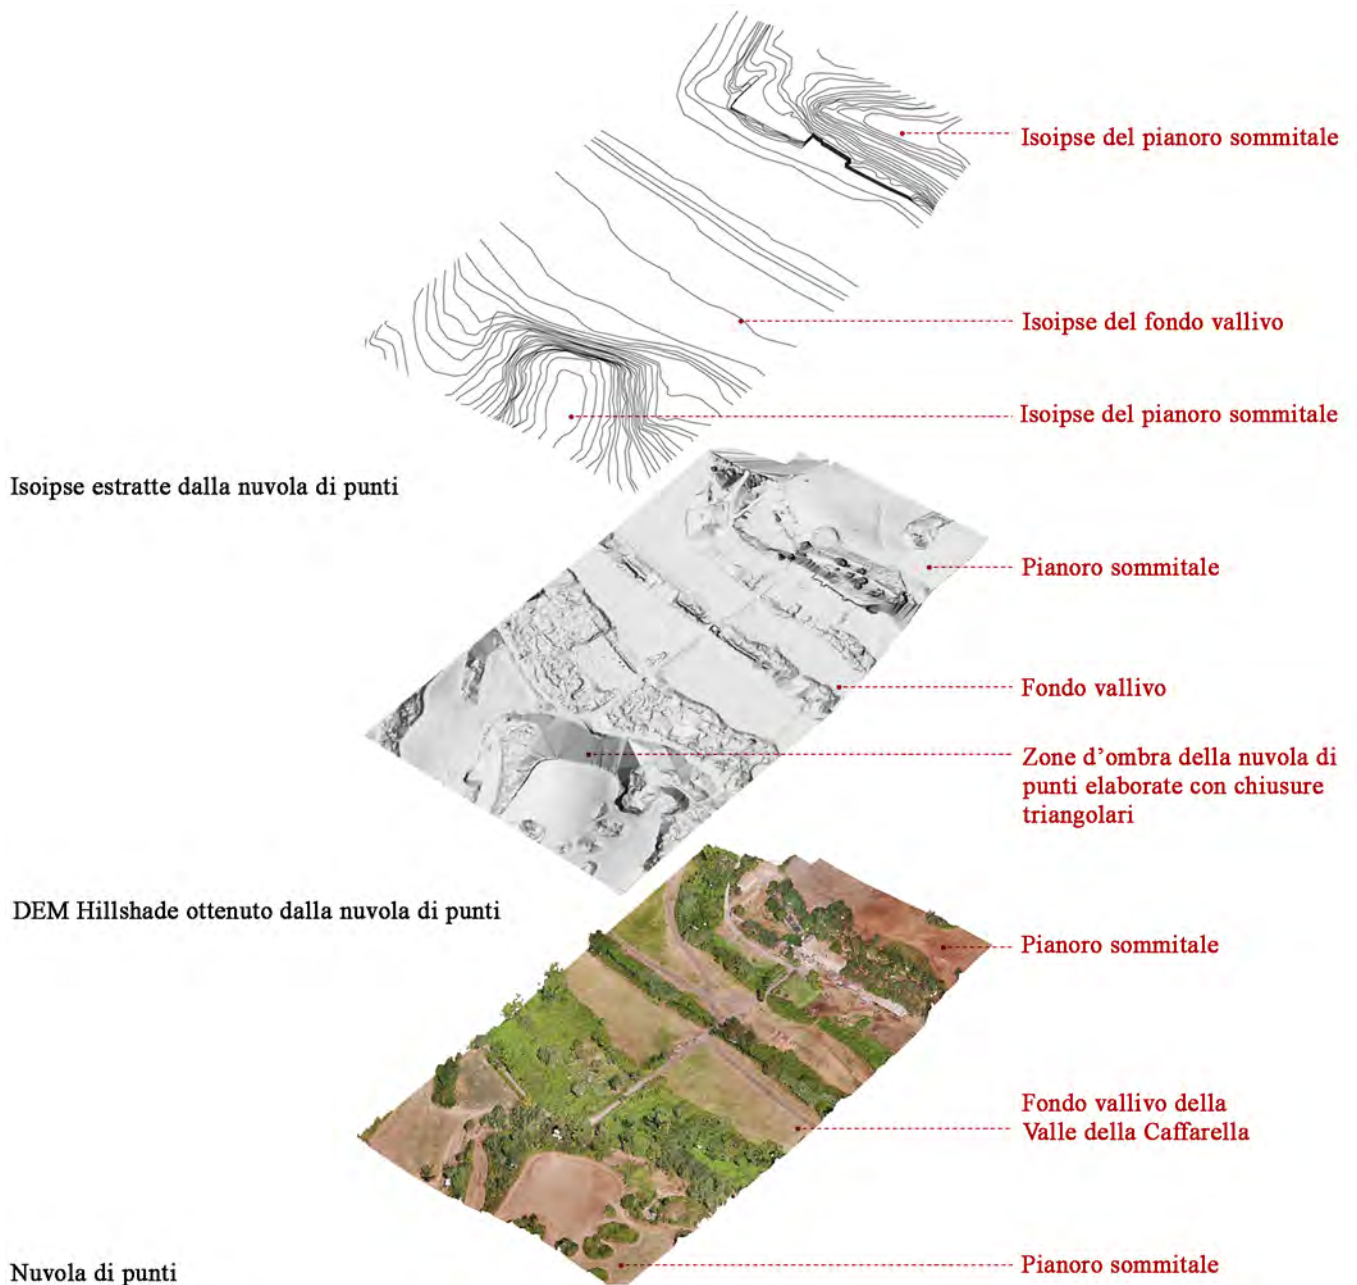 Isoipse del pianoro sommitale
Isoipse del fondo vallivo
Isoipse del pianoro sommitale
Isoipse estratte dalla nuvola di punti
Pianoro sommitale
Fondo vallivo
Zone d'ombra della nuvola di
punti elaborate con chiusure
triangolari
DEM Hillshade ottenuto dalla nuvola di punti
Pianoro sommitale
Fondo vallivo della
Valle della Caffarella
Pianoro sommitale
Nuvola di punti